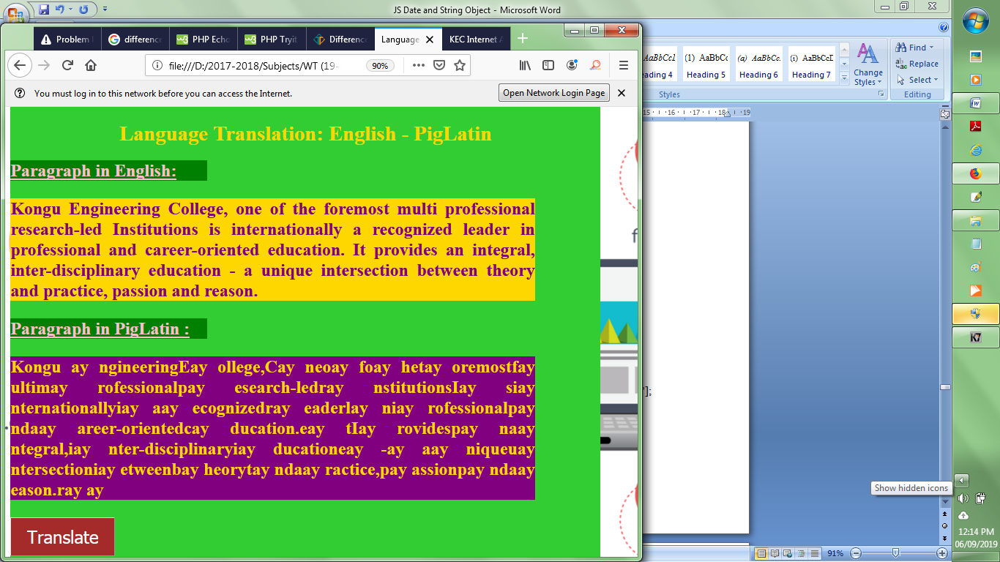 JS Date and String Object - Microsoft Word
Problem
difference
PHP Echo
PHP Tryit
Difference
Language
KEC Internet A
file:///D:/2017-2018/Subjects/WT (19-
90%
You must log in to this network before you can access the Internet.
Open Network Login Page
Language Translation: English - PigLatin
Paragraph in English:
Kongu Engineering College, one of the foremost multi professional
research-led Institutions is internationally a recognized leader in
professional and career-oriented education. It provides an integral,
inter-disciplinary education - a unique intersection between theory
and practice, passion and reason.
Paragraph in PigLatin :
Kongu ay ngineeringEay ollege,Cay neoay foay hetay oremostfay
ultimay rofessionalpay esearch-ledray nstitutionsIay siay
nternationallyiay aay ecognizedray eaderlay niay rofessionalpay
ndaay areer-orientedcay ducation.eay tIay rovidespay naay
ntegral,iay nter-disciplinaryiay ducationeay -ay aay niqueuay
ntersectioniay etweenbay heorytay ndaay ractice,pay assionpay ndaay
eason.ray ay
Translate
AaBbCcI (1) AaBbCc (a) AaBbCc. (i) AaBbCcD
eading 4 Heading 5 Heading 6 Heading 7
Change
Styles
Find
Replace
Select
Styles
Editing
15 16 17 18 19
f
"];
Show hidden icons
K7
91%
12:14 PM
06/09/2019